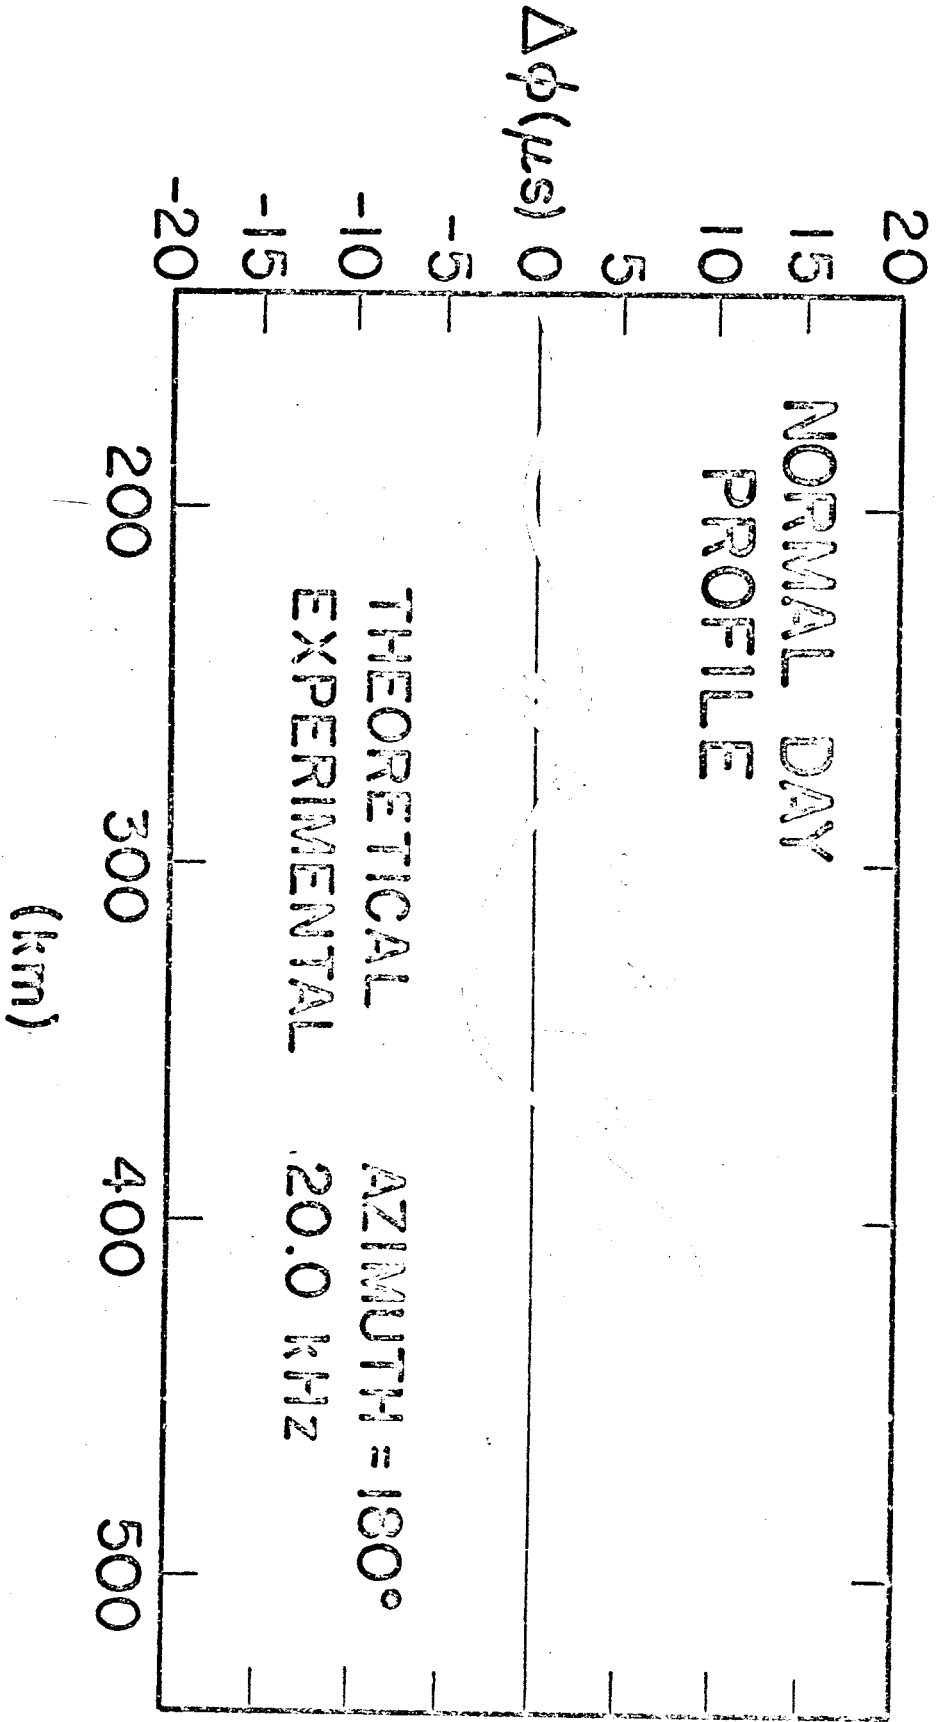 NORMAL DAY
PROFILE
Δφ(μs)
20
15
10
5
0
-5
-10
-15
-20
THEORETICAL
EXPERIMENTAL
AZIMUTH = 180°
20.0 kHz
200
300
400
500
(km)